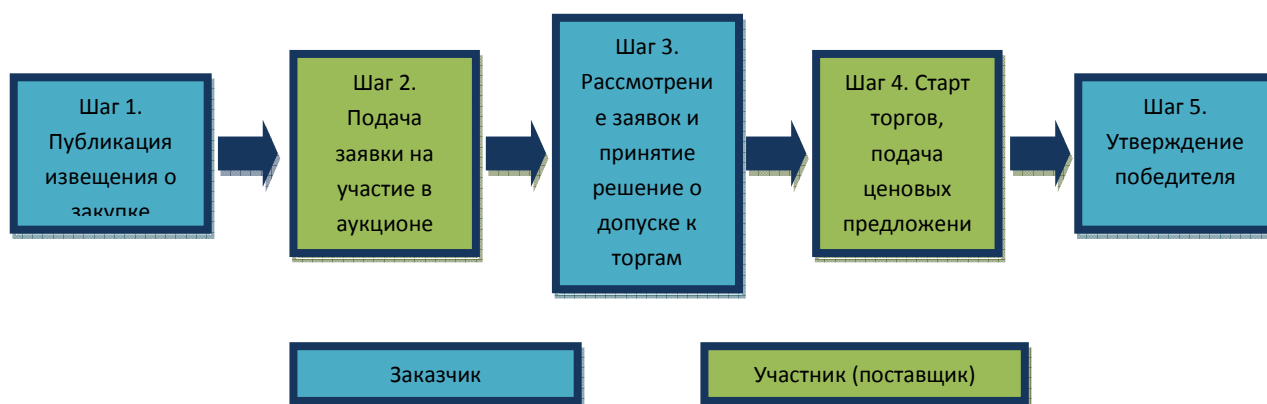 Шаг 1.
Публикация
извещения о
закупке
Шаг 2.
Подача
заявки на
участие в
аукционе
Шаг 3.
Рассмотрени
е заявок и
принятие
решение о
допуске к
торгам
Шаг 4. Старт
торгов,
подача
ценовых
предложени
Шаг 5.
Утверждение
победителя
Заказчик
Участник (поставщик)